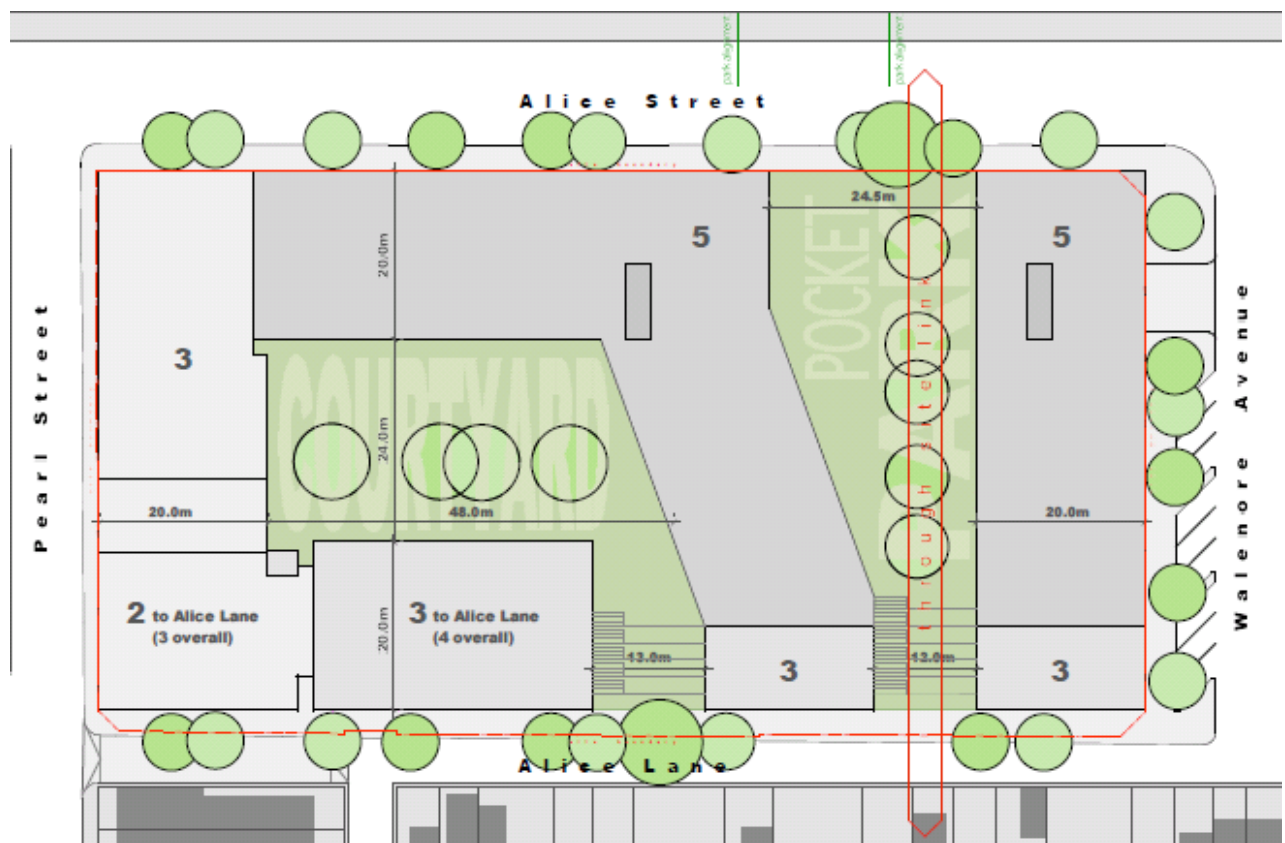 park alignment
park alignment
Alice Street
24.5m
5
5
20.0m
POCKET
PARK
through site link
3
COURTYARD
24.0m
Pearl Street
Walenore Avenue
20.0m
48.0m
20.0m
2 to Alice Lane
(3 overall)
3 to Alice Lane
(4 overall)
20.0m
13.0m
3
12.0m
3
Alice Lane